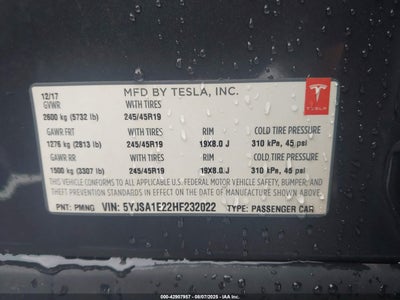 12/17 MFD BY TESLA, INC.
GVWR WITH TIRES
2600 kg (5732 lb) 245/45R19
GAWR FRT WITH TIRES RIM COLD TIRE PRESSURE
1276 kg (2813 lb) 245/45R19 19X8.0 J 310 kPa, 45 psi
GAWR RR WITH TIRES RIM COLD TIRE PRESSURE
1500 kg (3307 lb) 245/45R19 19X8.0 J 310 kPa, 45 psi
THIS VEHICLE CONFORMS TO ALL APPLICABLE U.S. FEDERAL MOTOR VEHICLE SAFETY, BUMPER, AND
THEFT PREVENTION STANDARDS IN EFFECT ON THE DATE OF MANUFACTURE SHOWN ABOVE.
PNT: PMNG VIN: 5YJSA1E22HF232022 TYPE: PASSENGER CAR
TESLA
000-42907957 - 08/07/2025 - IAA, LLC